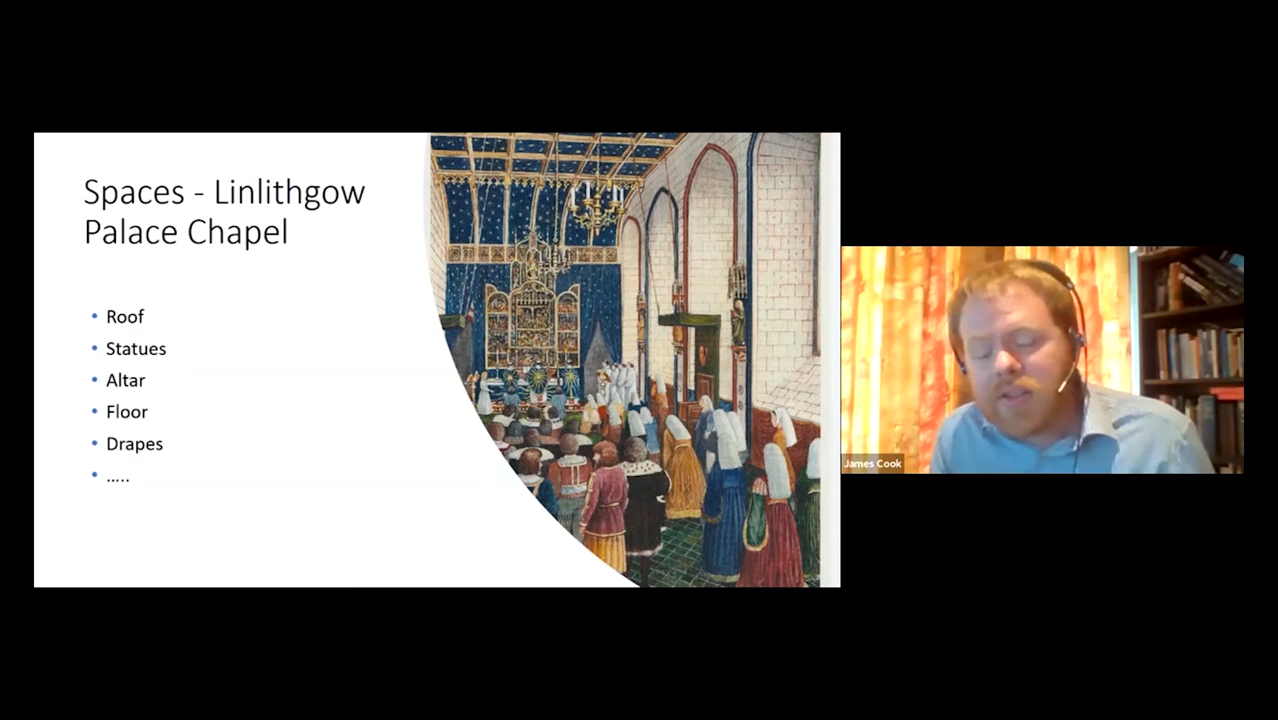 Spaces - Linlithgow
Palace Chapel
• Roof
• Statues
• Altar
• Floor
• Drapes
• .....
James Cook